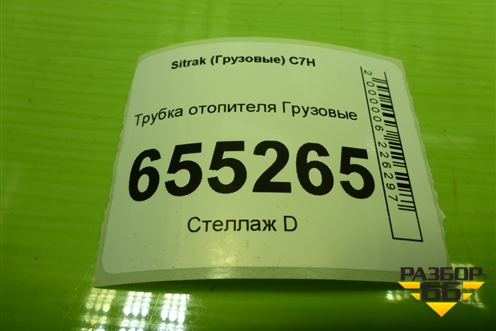 Sitrak (Грузовые) C7H
Трубка отопителя Грузовые
655265
Стеллаж D
2000006226297
РАЗБОР
66